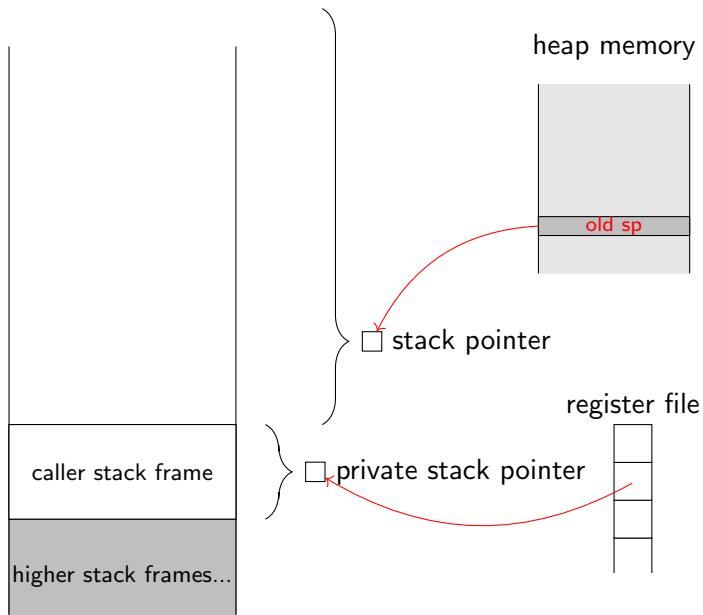 heap memory
old sp
stack pointer
register file
caller stack frame
private stack pointer
higher stack frames...